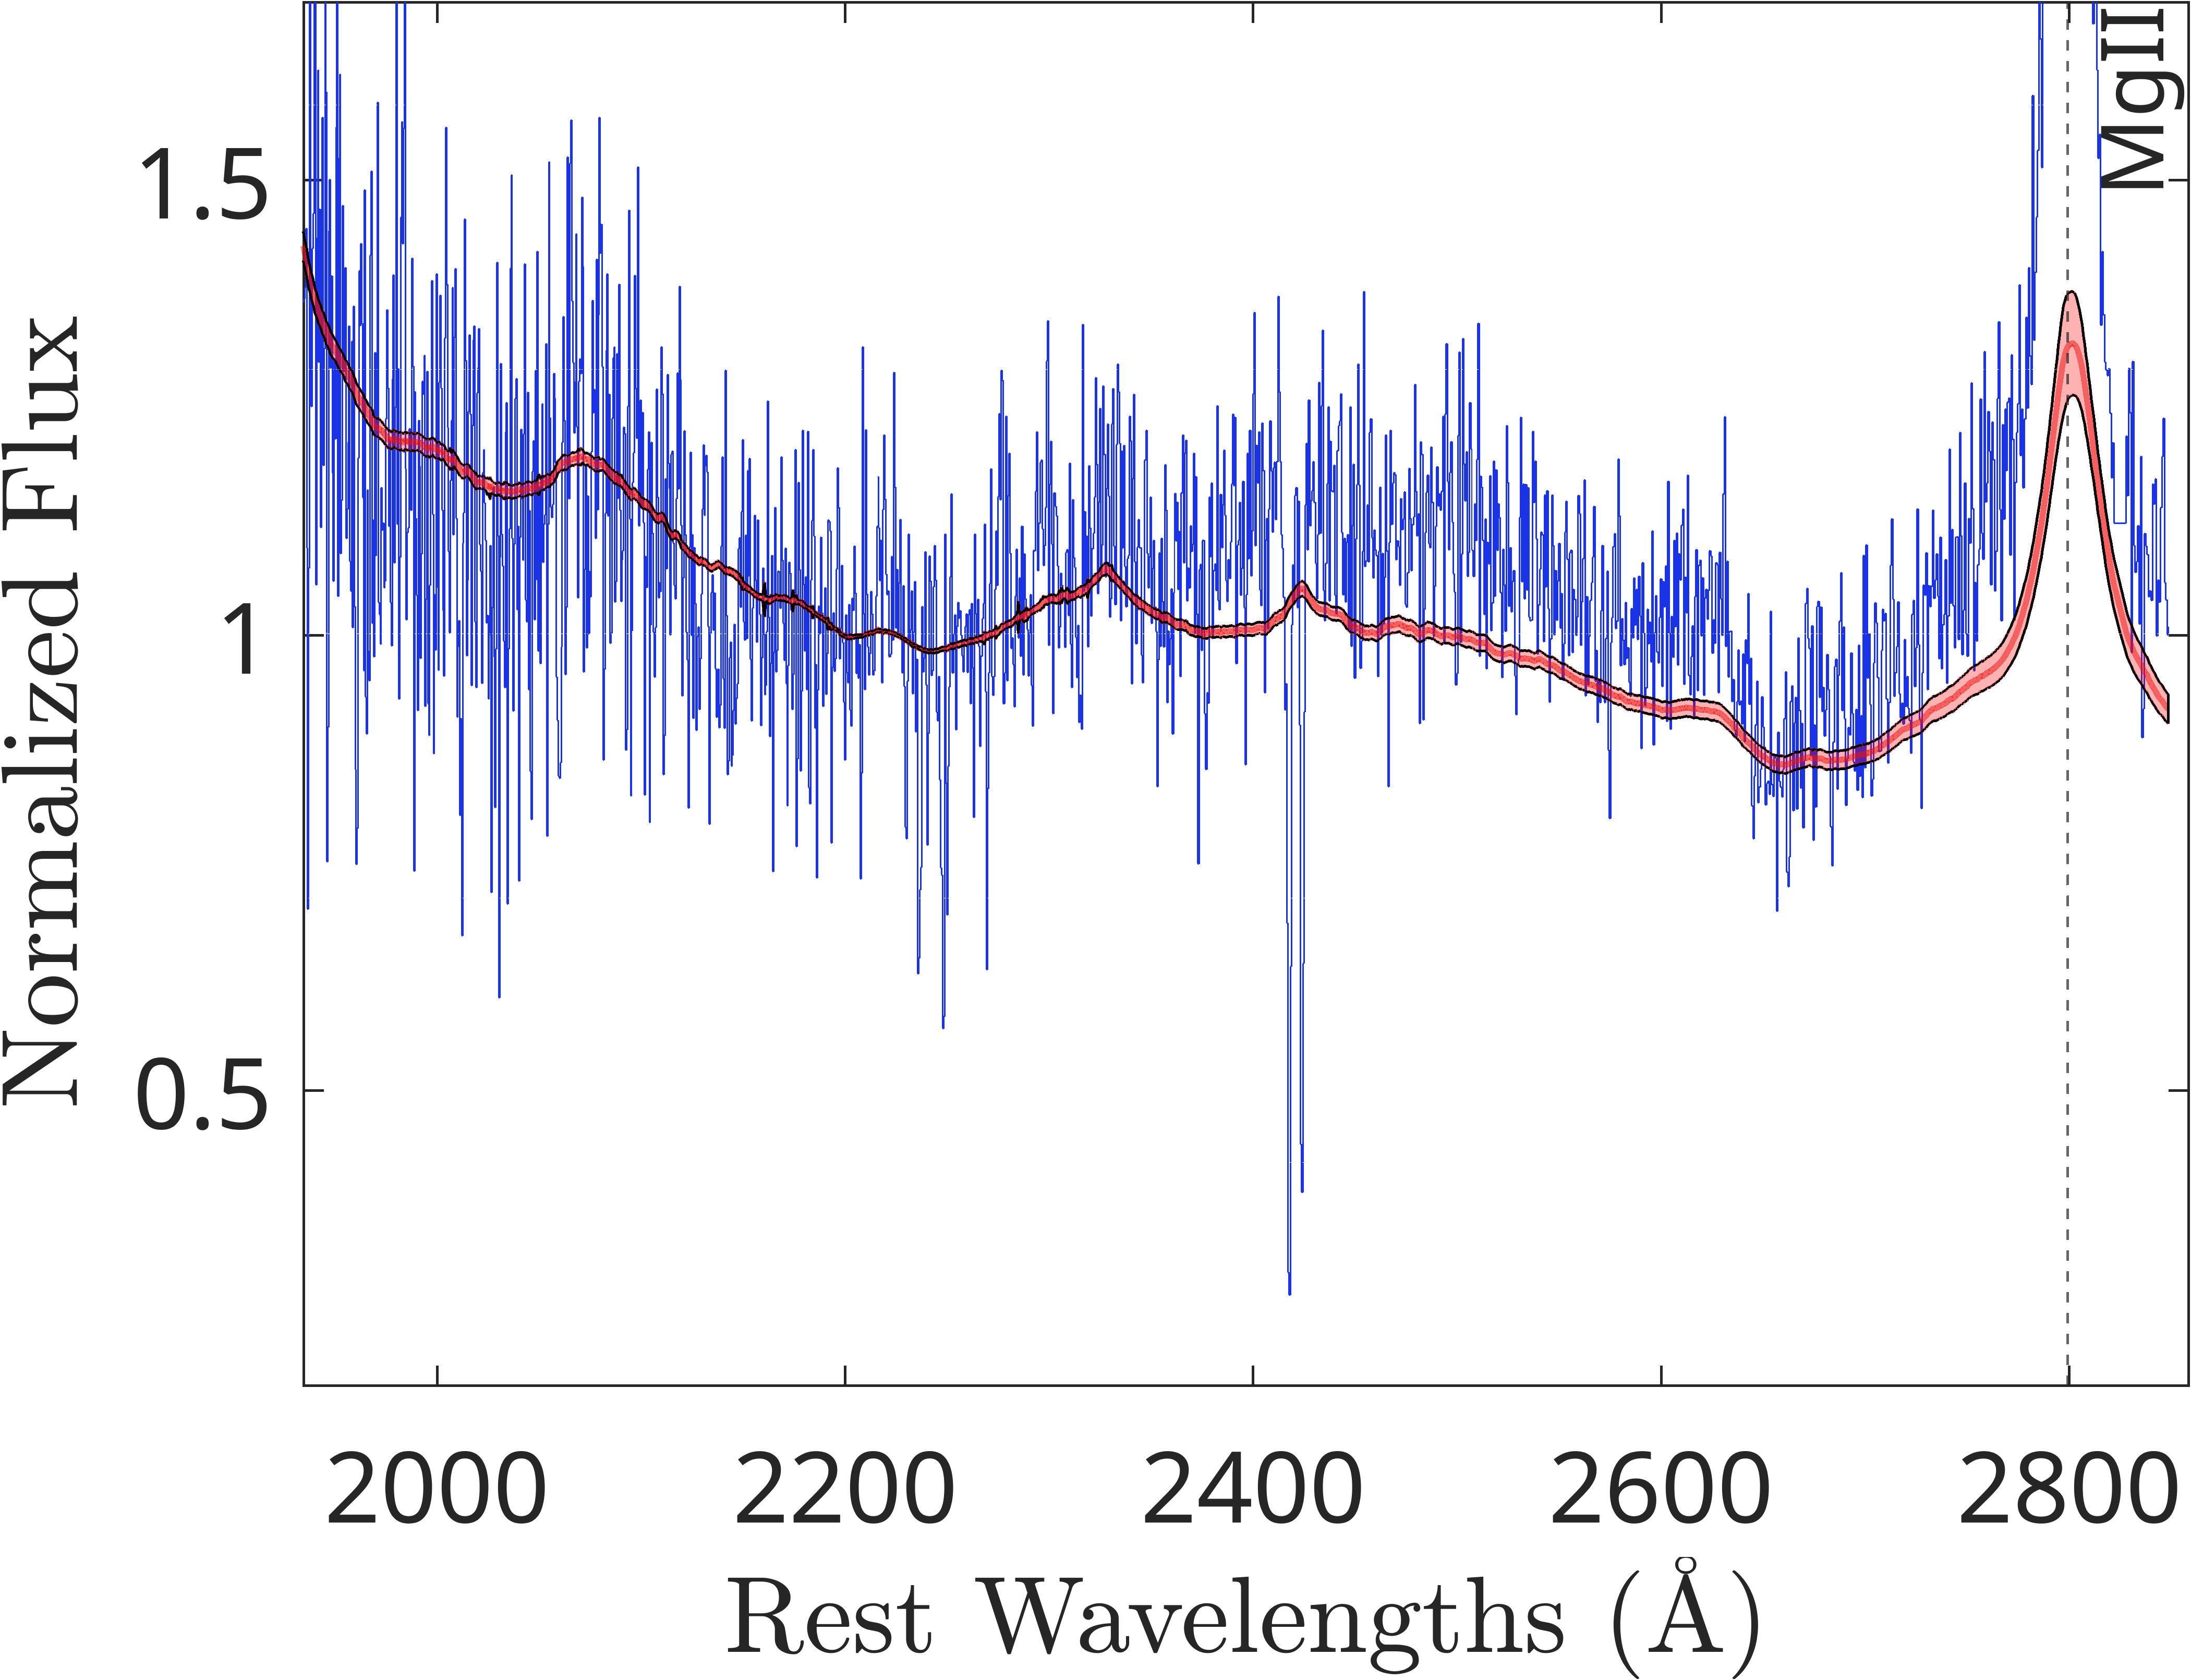 MgII
Normalized Flux
1.5
1
0.5
2000 2200 2400 2600 2800
Rest Wavelengths (Å)